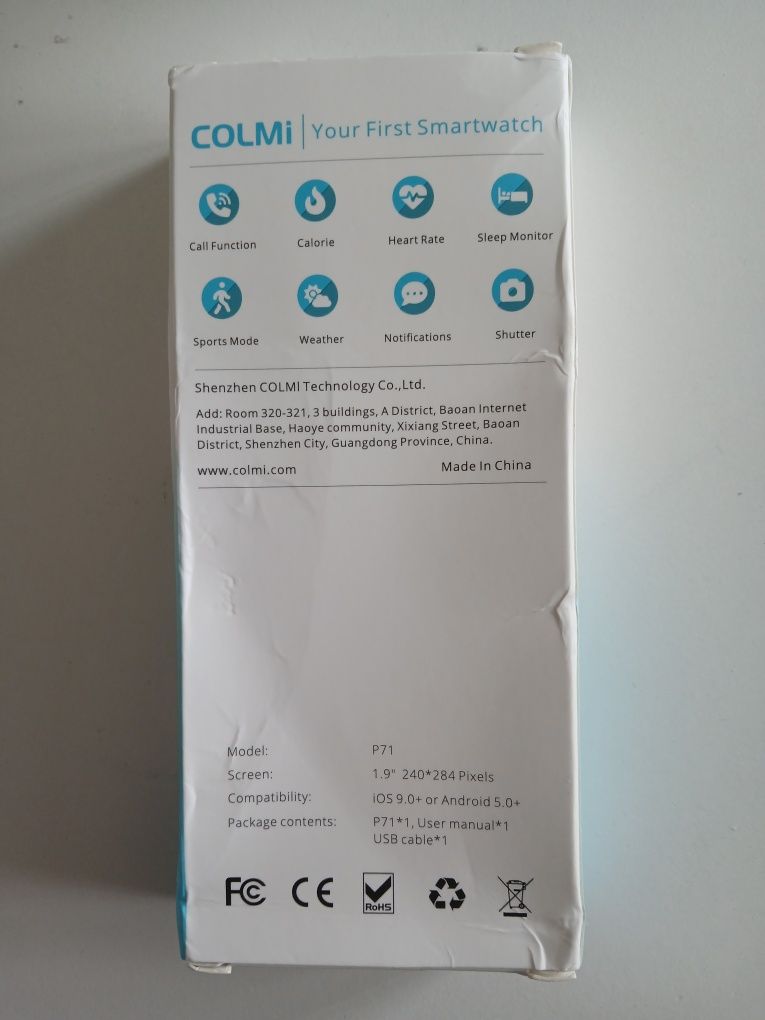 COLMi | Your First Smartwatch
Call Function Calorie Heart Rate Sleep Monitor
Sports Mode Weather Notifications Shutter
Shenzhen COLMI Technology Co.,Ltd.
Add: Room 320-321, 3 buildings, A District, Baoan Internet
Industrial Base, Haoye community, Xixiang Street, Baoan
District, Shenzhen City, Guangdong Province, China.
www.colmi.com Made In China
Model: P71
Screen: 1.9" 240*284 Pixels
Compatibility: iOS 9.0+ or Android 5.0+
Package contents: P71*1, User manual*1
USB cable*1
FC CE RoHS